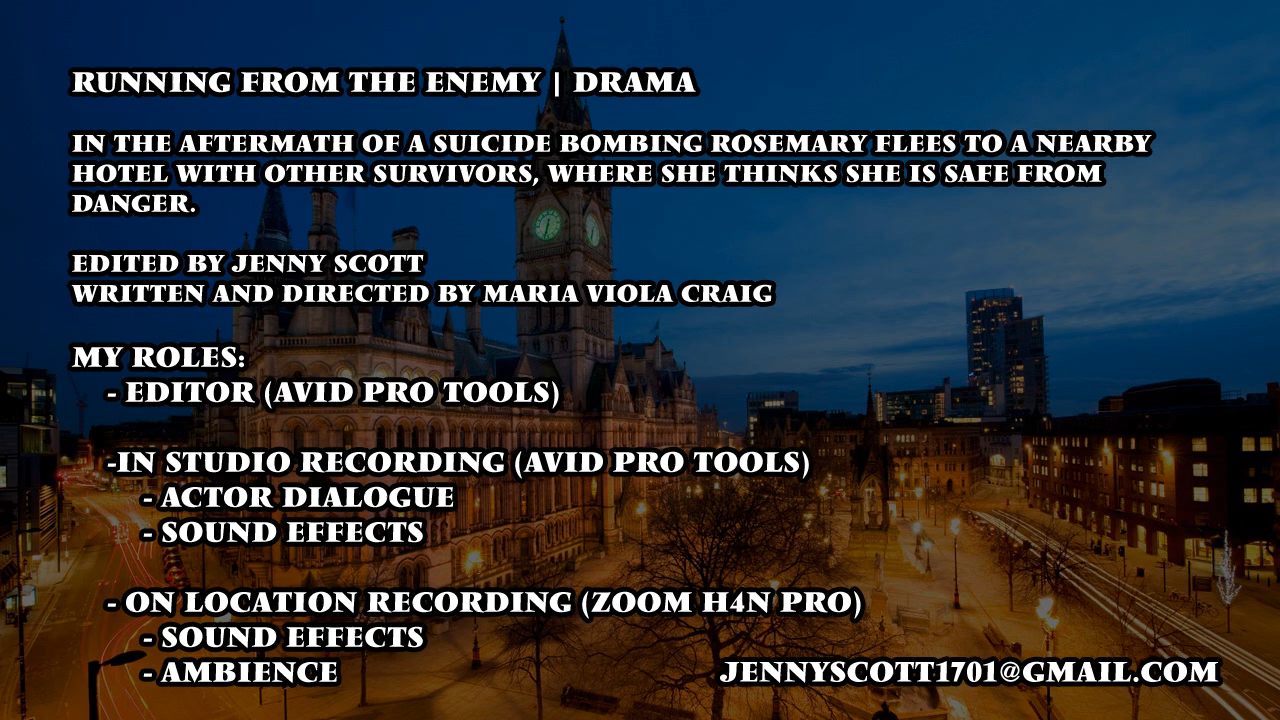 RUNNING FROM THE ENEMY | DRAMA
IN THE AFTERMATH OF A SUICIDE BOMBING ROSEMARY FLEES TO A NEARBY
HOTEL WITH OTHER SURVIVORS, WHERE SHE THINKS SHE IS SAFE FROM
DANGER.
EDITED BY JENNY SCOTT
WRITTEN AND DIRECTED BY MARIA VIOLA CRAIG
MY ROLES:
- EDITOR (AVID PRO TOOLS)
-IN STUDIO RECORDING (AVID PRO TOOLS)
- ACTOR DIALOGUE
- SOUND EFFECTS
- ON LOCATION RECORDING (ZOOM H4N PRO)
- SOUND EFFECTS
- AMBIENCE
JENNYSCOTT1701@GMAIL.COM